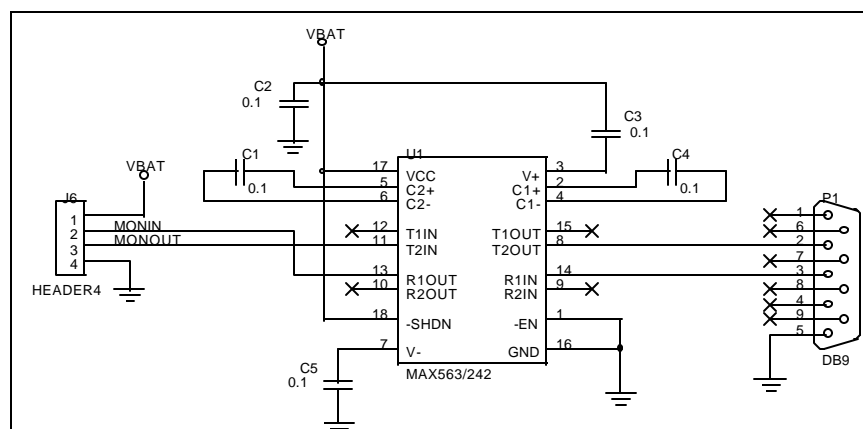 VBAT
C2
0.1
C3
0.1
U1
C1
0.1
C4
0.1
VBAT
17 VCC V+ 3
5 C2+ C1+ 2
6 C2- C1- 4
12 T1IN T1OUT 15
11 T2IN T2OUT 8
13 R1OUT R1IN 14
10 R2OUT R2IN 9
18 -SHDN -EN 1
7 V- GND 16
MAX563/242
J6
1
2 MONIN
3 MONOUT
4
HEADER4
P1
1
6
2
7
3
8
4
9
5
DB9
C5
0.1